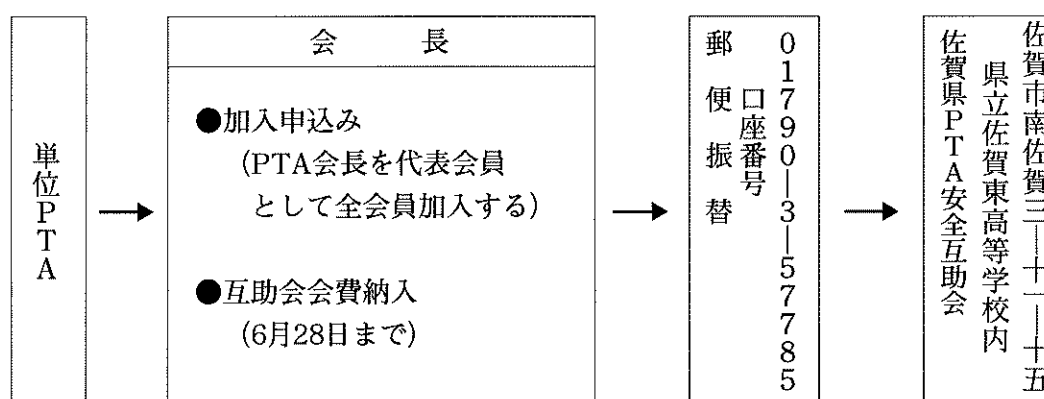 単位PTA
会長
●加入申込み
(PTA会長を代表会員
として全会員加入する)
●互助会会費納入
(6月28日まで)
郵便振替
口座番号
01790―3―57785
佐賀市南佐賀三―十一―十五
県立佐賀東高等学校内
佐賀県PTA安全互助会